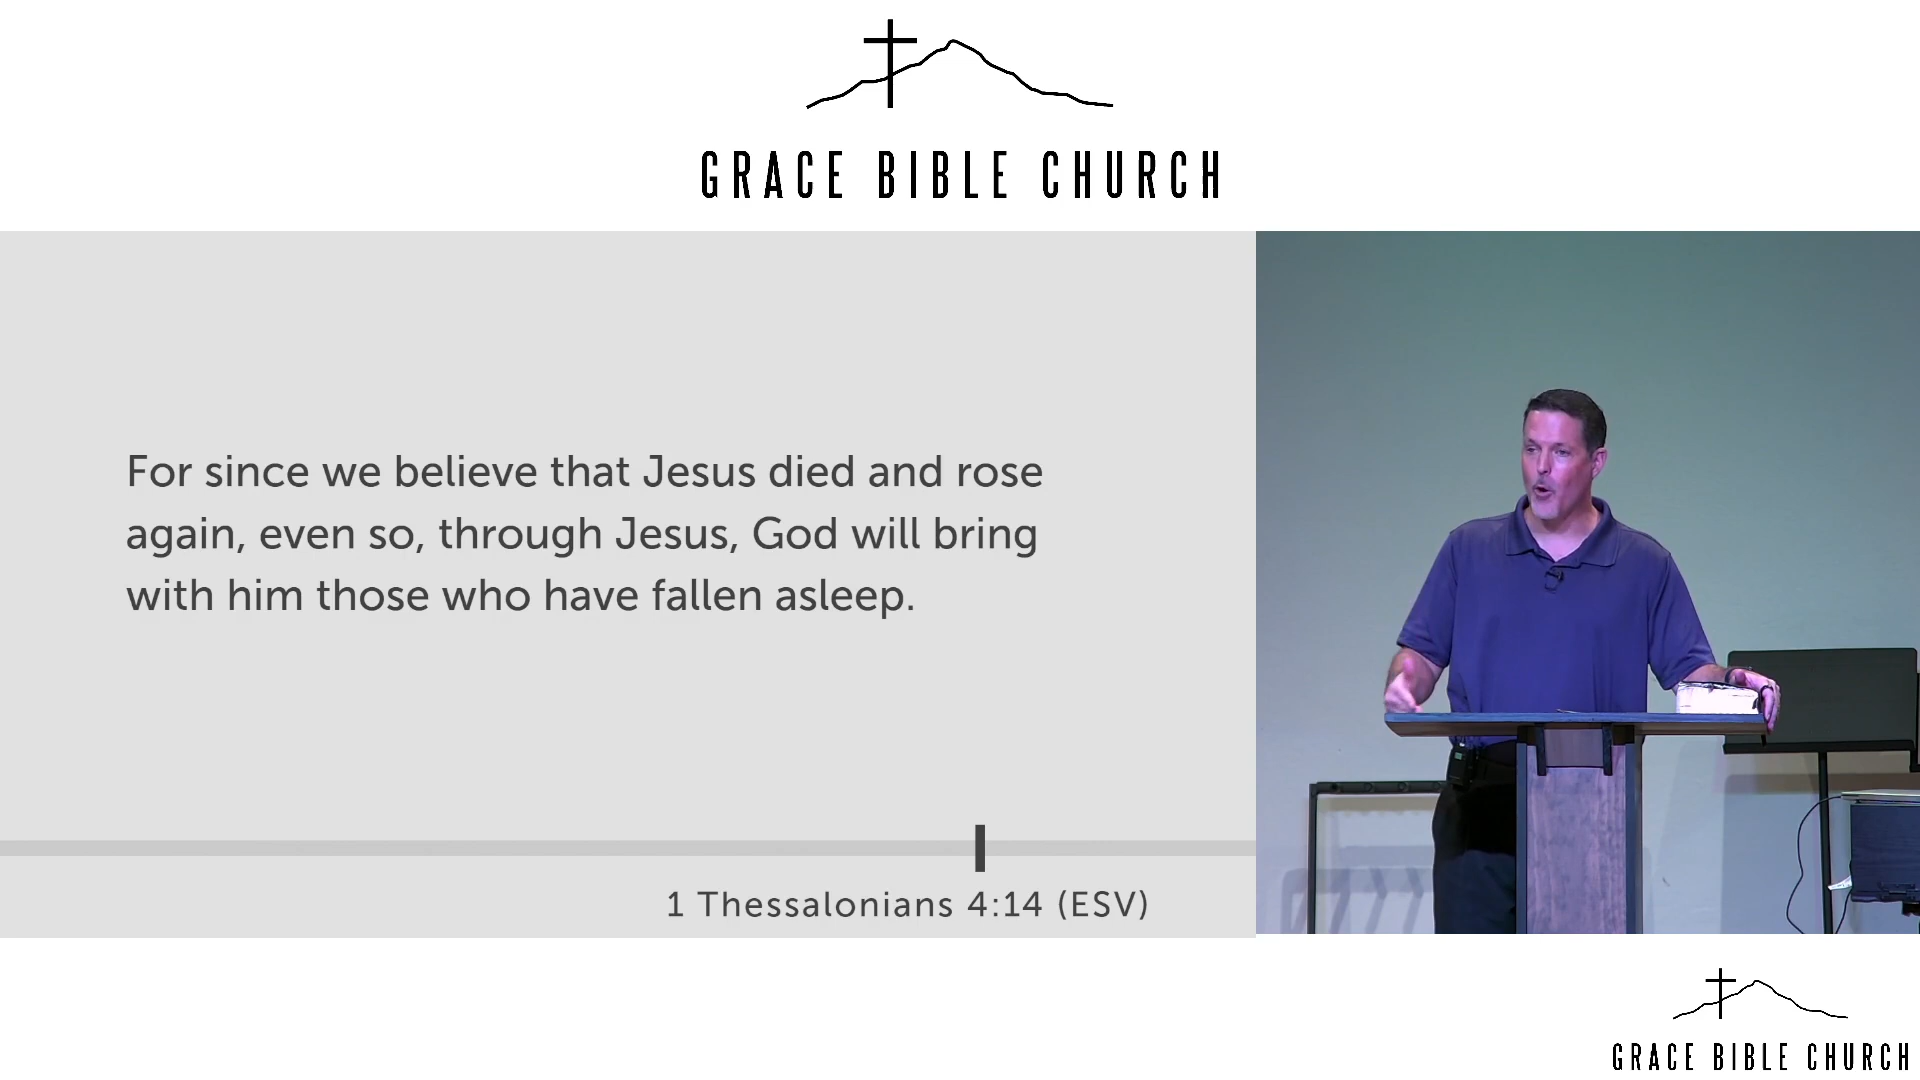 GRACE BIBLE CHURCH
For since we believe that Jesus died and rose
again, even so, through Jesus, God will bring
with him those who have fallen asleep.
1 Thessalonians 4:14 (ESV)
GRACE BIBLE CHURCH